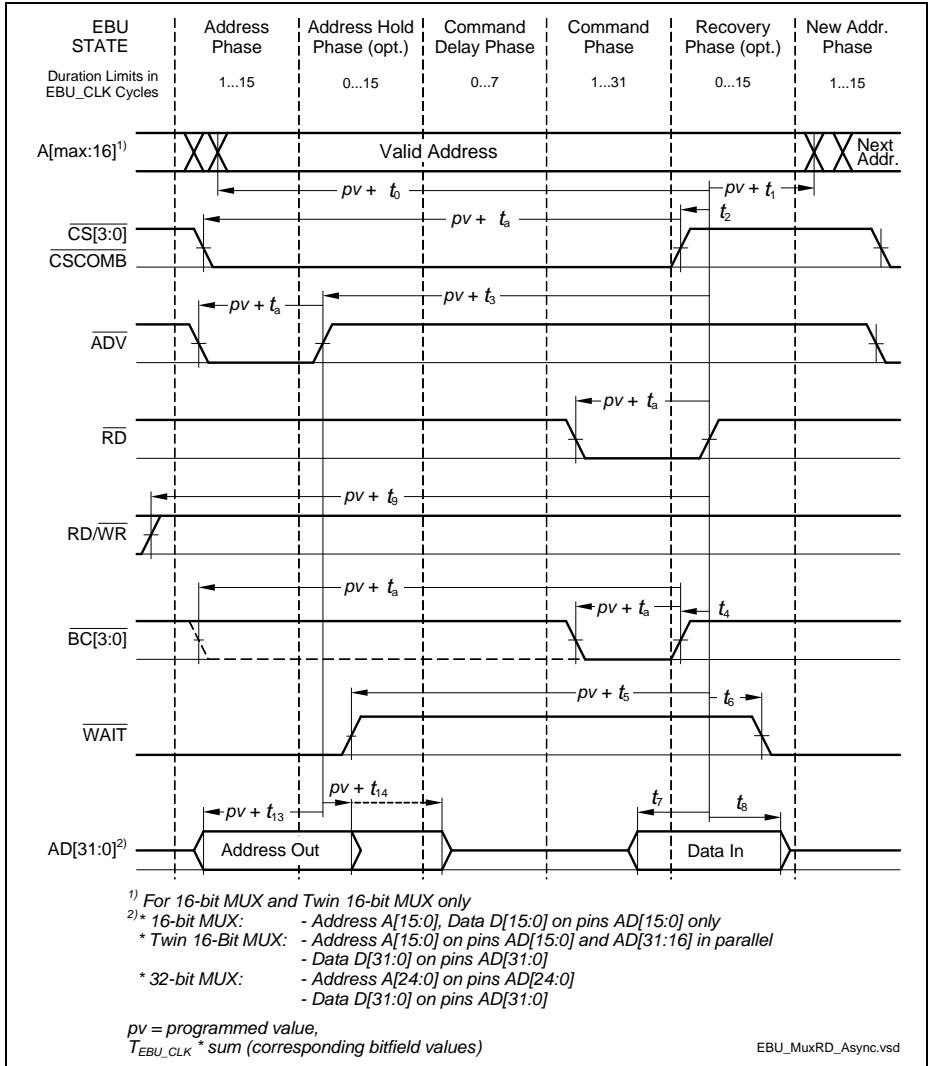 EBU STATE
Address Phase
Address Hold Phase (opt.)
Command Delay Phase
Command Phase
Recovery Phase (opt.)
New Addr. Phase
Duration Limits in EBU_CLK Cycles
1...15
0...15
0...7
1...31
0...15
1...15
A[max:16]1)
Valid Address
Next Addr.
pv + t0
pv + t1
CS[3:0]
CSCOMB
pv + ta
t2
ADV
pv + ta
pv + t3
RD
pv + ta
RD/WR
pv + t9
BC[3:0]
pv + ta
pv + ta
t4
WAIT
pv + t5
t6
AD[31:0]2)
pv + t13
pv + t14
t7
t8
Address Out
Data In
1) For 16-bit MUX and Twin 16-bit MUX only
2)* 16-bit MUX: - Address A[15:0], Data D[15:0] on pins AD[15:0] only
* Twin 16-Bit MUX: - Address A[15:0] on pins AD[15:0] and AD[31:16] in parallel
- Data D[31:0] on pins AD[31:0]
* 32-bit MUX: - Address A[24:0] on pins AD[24:0]
- Data D[31:0] on pins AD[31:0]
pv = programmed value,
TEBU_CLK * sum (corresponding bitfield values)
EBU_MuxRD_Async.vsd